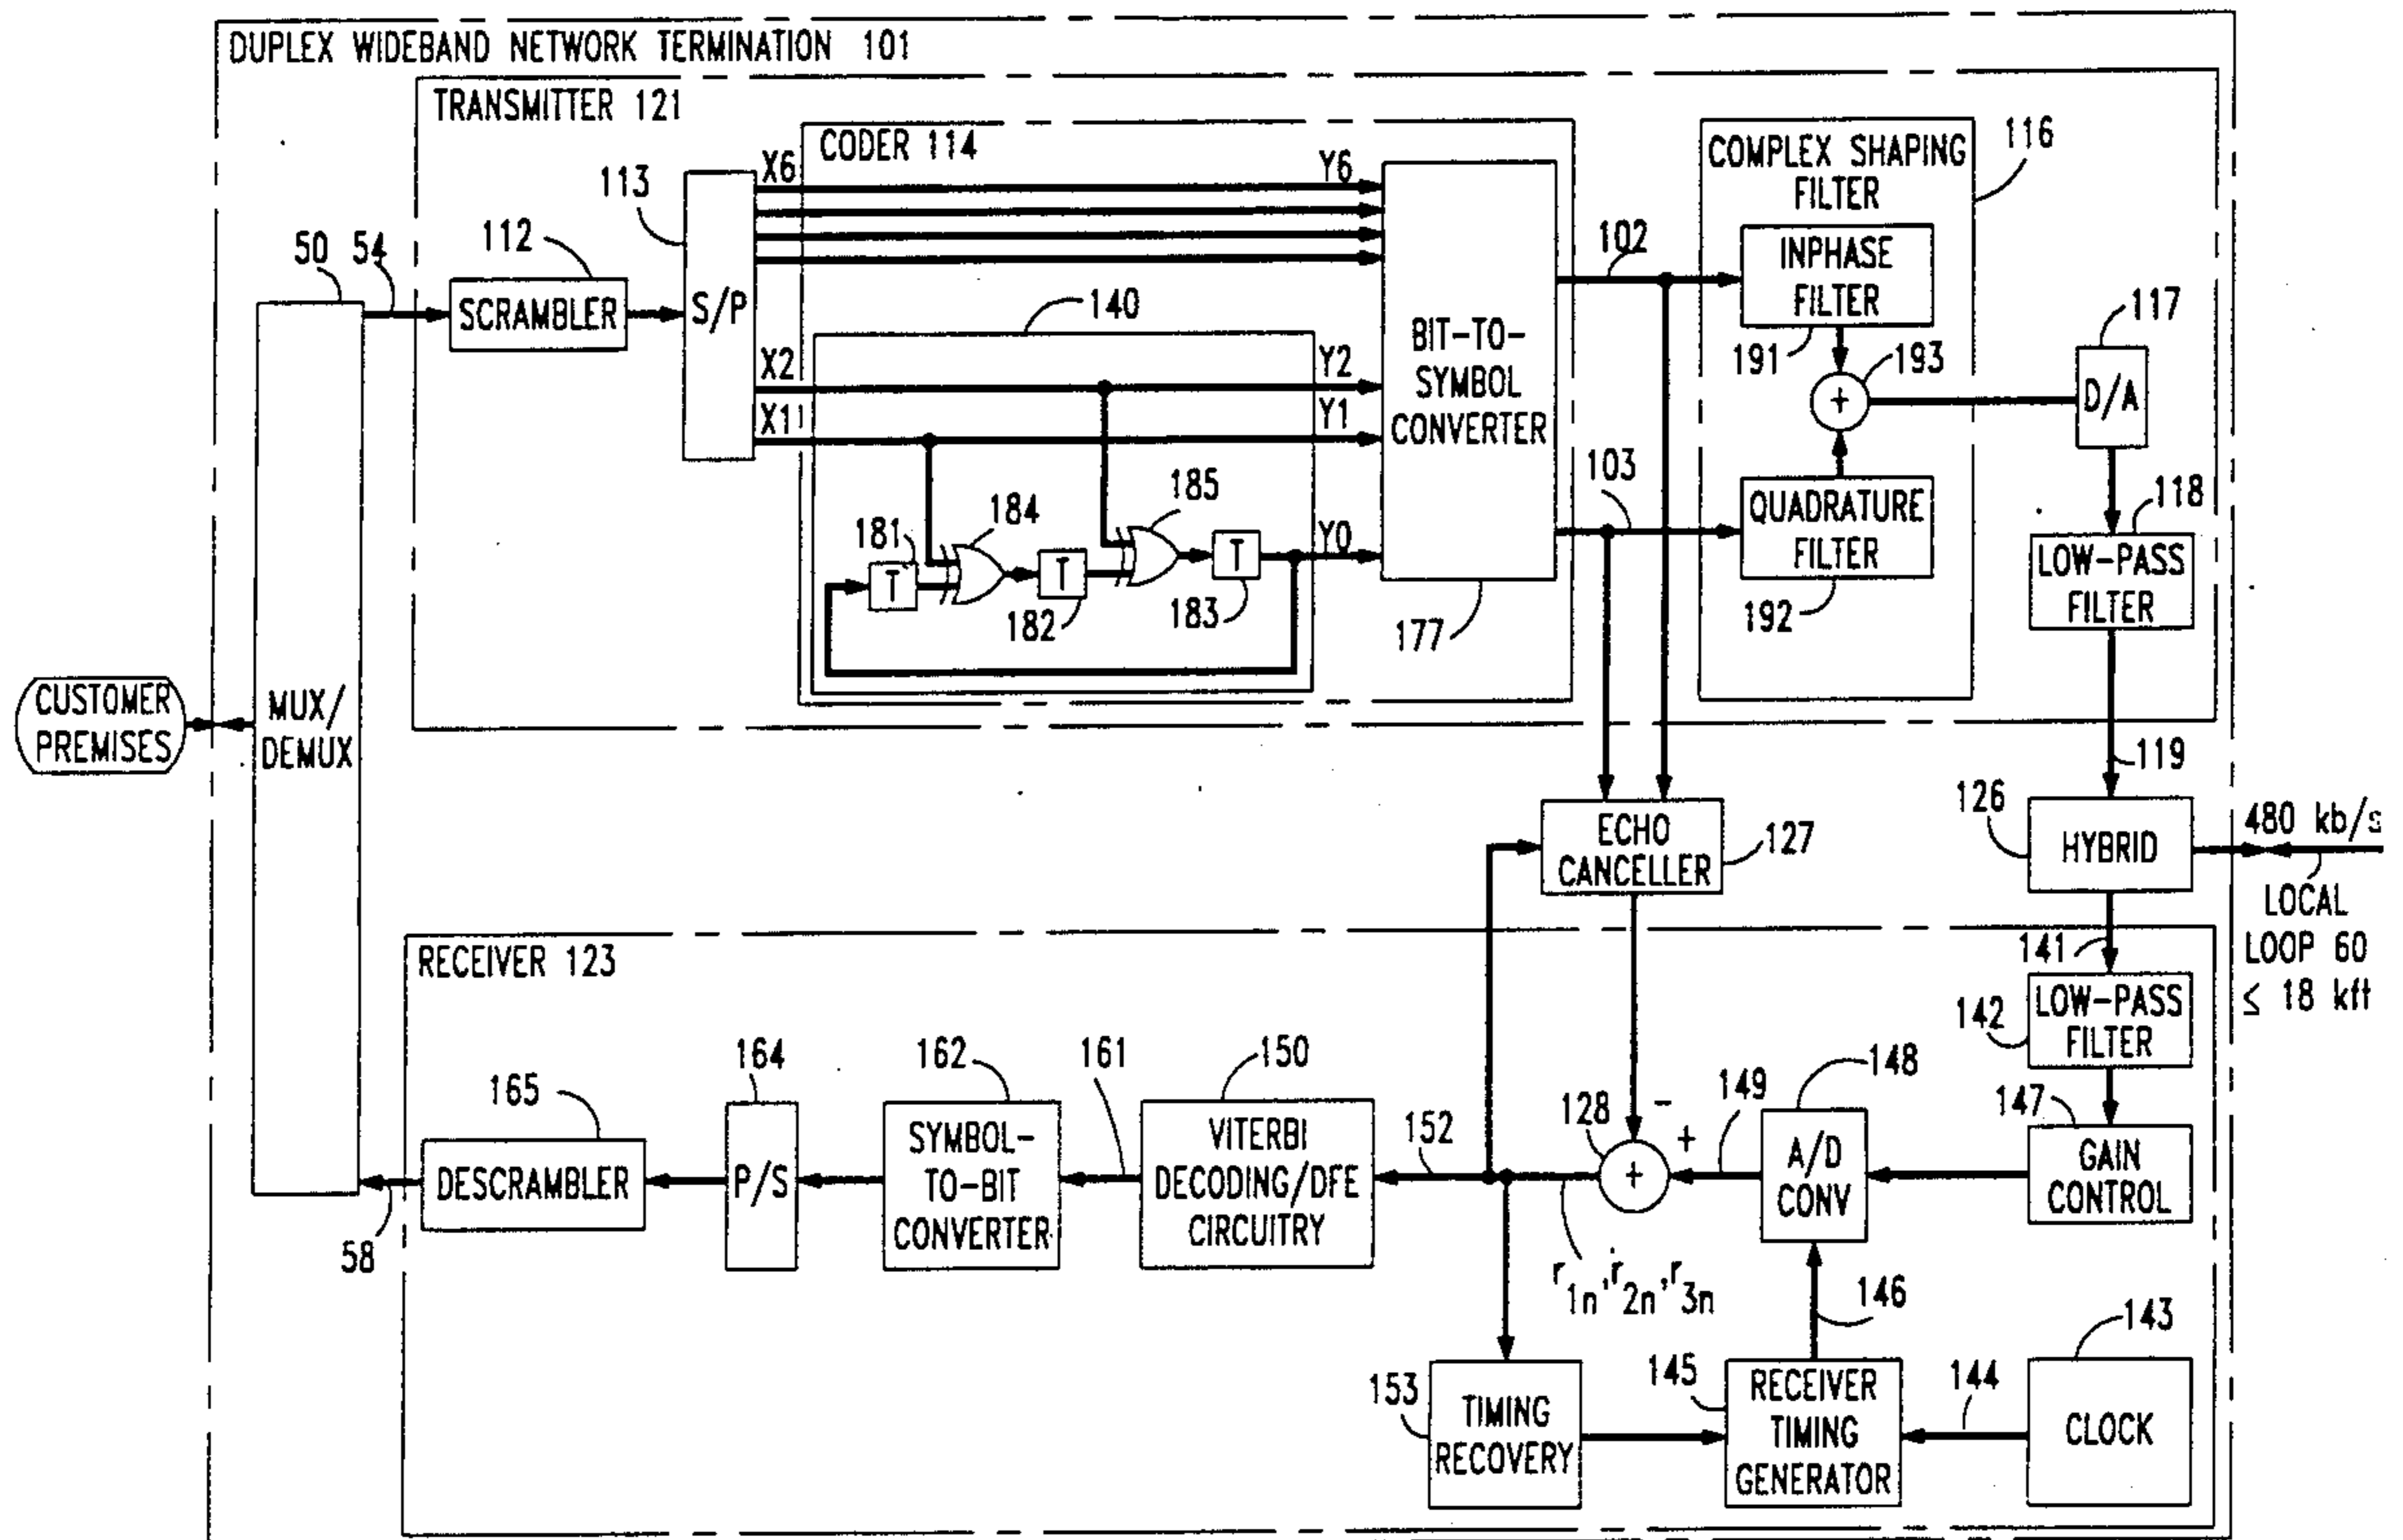 DUPLEX WIDEBAND NETWORK TERMINATION 101
TRANSMITTER 121
CODER 114
COMPLEX SHAPING
FILTER
116
113
X6
Y6
50
54
112
SCRAMBLER
S/P
102
INPHASE
FILTER
191
193
+
117
D/A
140
X2
Y2
X1
Y1
BIT-TO-
SYMBOL
CONVERTER
177
103
QUADRATURE
FILTER
192
118
LOW-PASS
FILTER
181
T
184
T
182
185
T
183
Y0
CUSTOMER
PREMISES
MUX/
DEMUX
119
126
HYBRID
480 kb/s
LOCAL
LOOP 60
≤ 18 kft
ECHO
CANCELLER
127
RECEIVER 123
141
142
LOW-PASS
FILTER
147
GAIN
CONTROL
148
A/D
CONV
149
128
-
+
+
152
150
VITERBI
DECODING/DFE
CIRCUITRY
161
162
SYMBOL-
TO-BIT
CONVERTER
164
P/S
165
DESCRAMBLER
58
r1n, r2n, r3n
146
143
CLOCK
144
145
RECEIVER
TIMING
GENERATOR
153
TIMING
RECOVERY